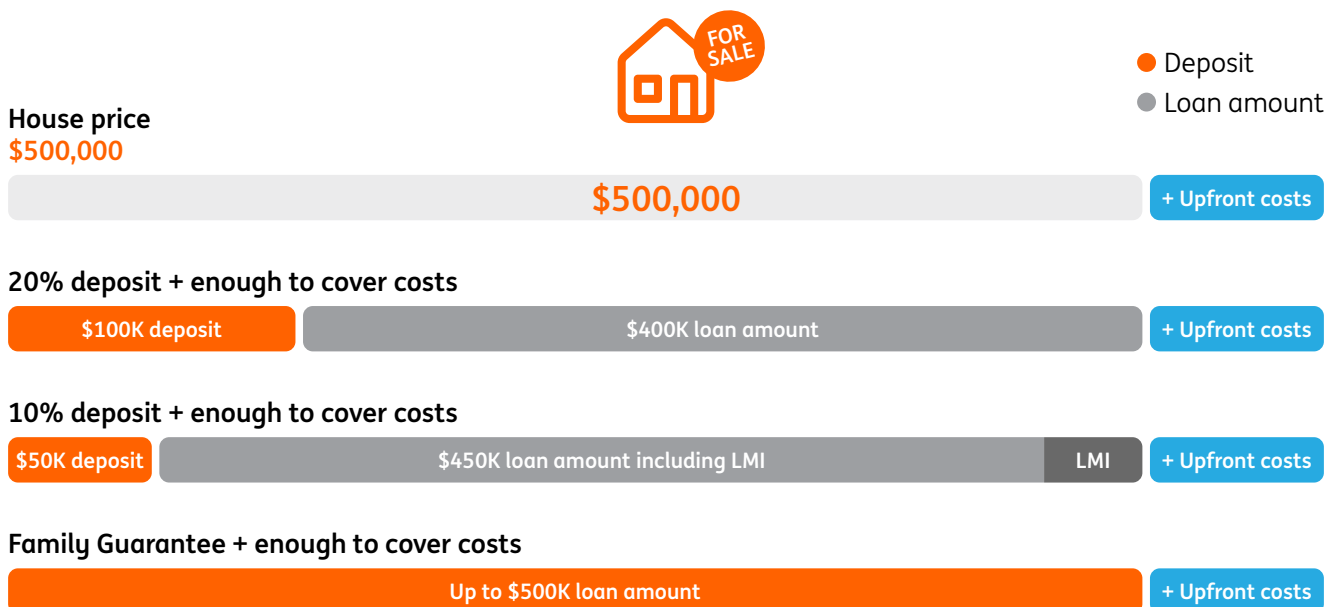 FOR
SALE
Deposit
Loan amount
House price
$500,000
$500,000
+ Upfront costs
20% deposit + enough to cover costs
$100K deposit
$400K loan amount
+ Upfront costs
10% deposit + enough to cover costs
$50K deposit
$450K loan amount including LMI
LMI
+ Upfront costs
Family Guarantee + enough to cover costs
Up to $500K loan amount
+ Upfront costs